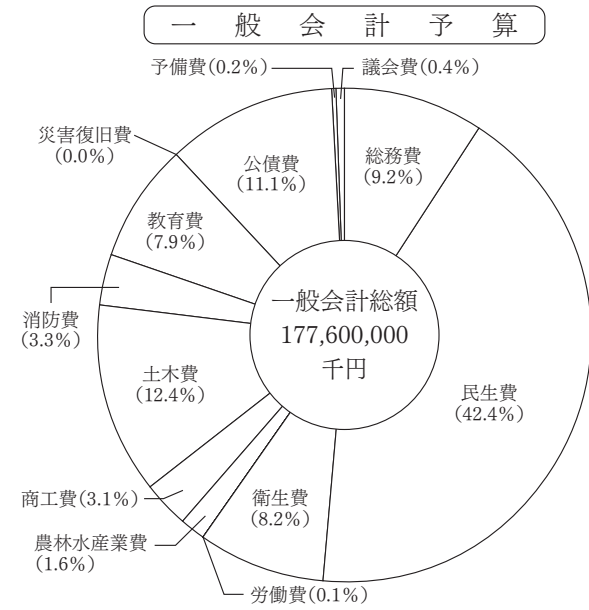 一般会計予算
予備費(0.2%)
議会費(0.4%)
災害復旧費
(0.0%)
公債費
(11.1%)
総務費
(9.2%)
教育費
(7.9%)
消防費
(3.3%)
一般会計総額
177,600,000
千円
土木費
(12.4%)
民生費
(42.4%)
商工費(3.1%)
衛生費
(8.2%)
農林水産業費
(1.6%)
労働費(0.1%)